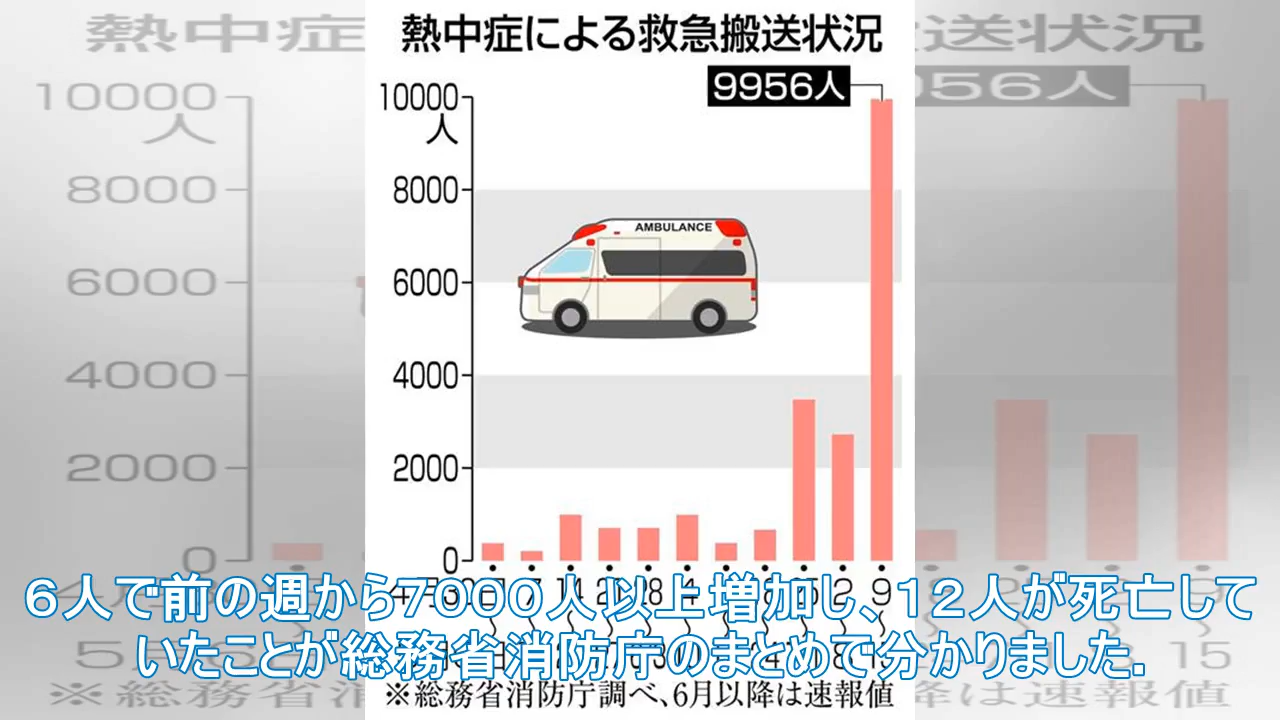 熱中症による救急搬送状況
9956人
10000
人
8000
AMBULANCE
6000
4000
2000
0
6人で前の週から7000人以上増加し、12人が死亡して
いたことが総務省消防庁のまとめで分かりました.
※総務省消防庁調べ、6月以降は速報値